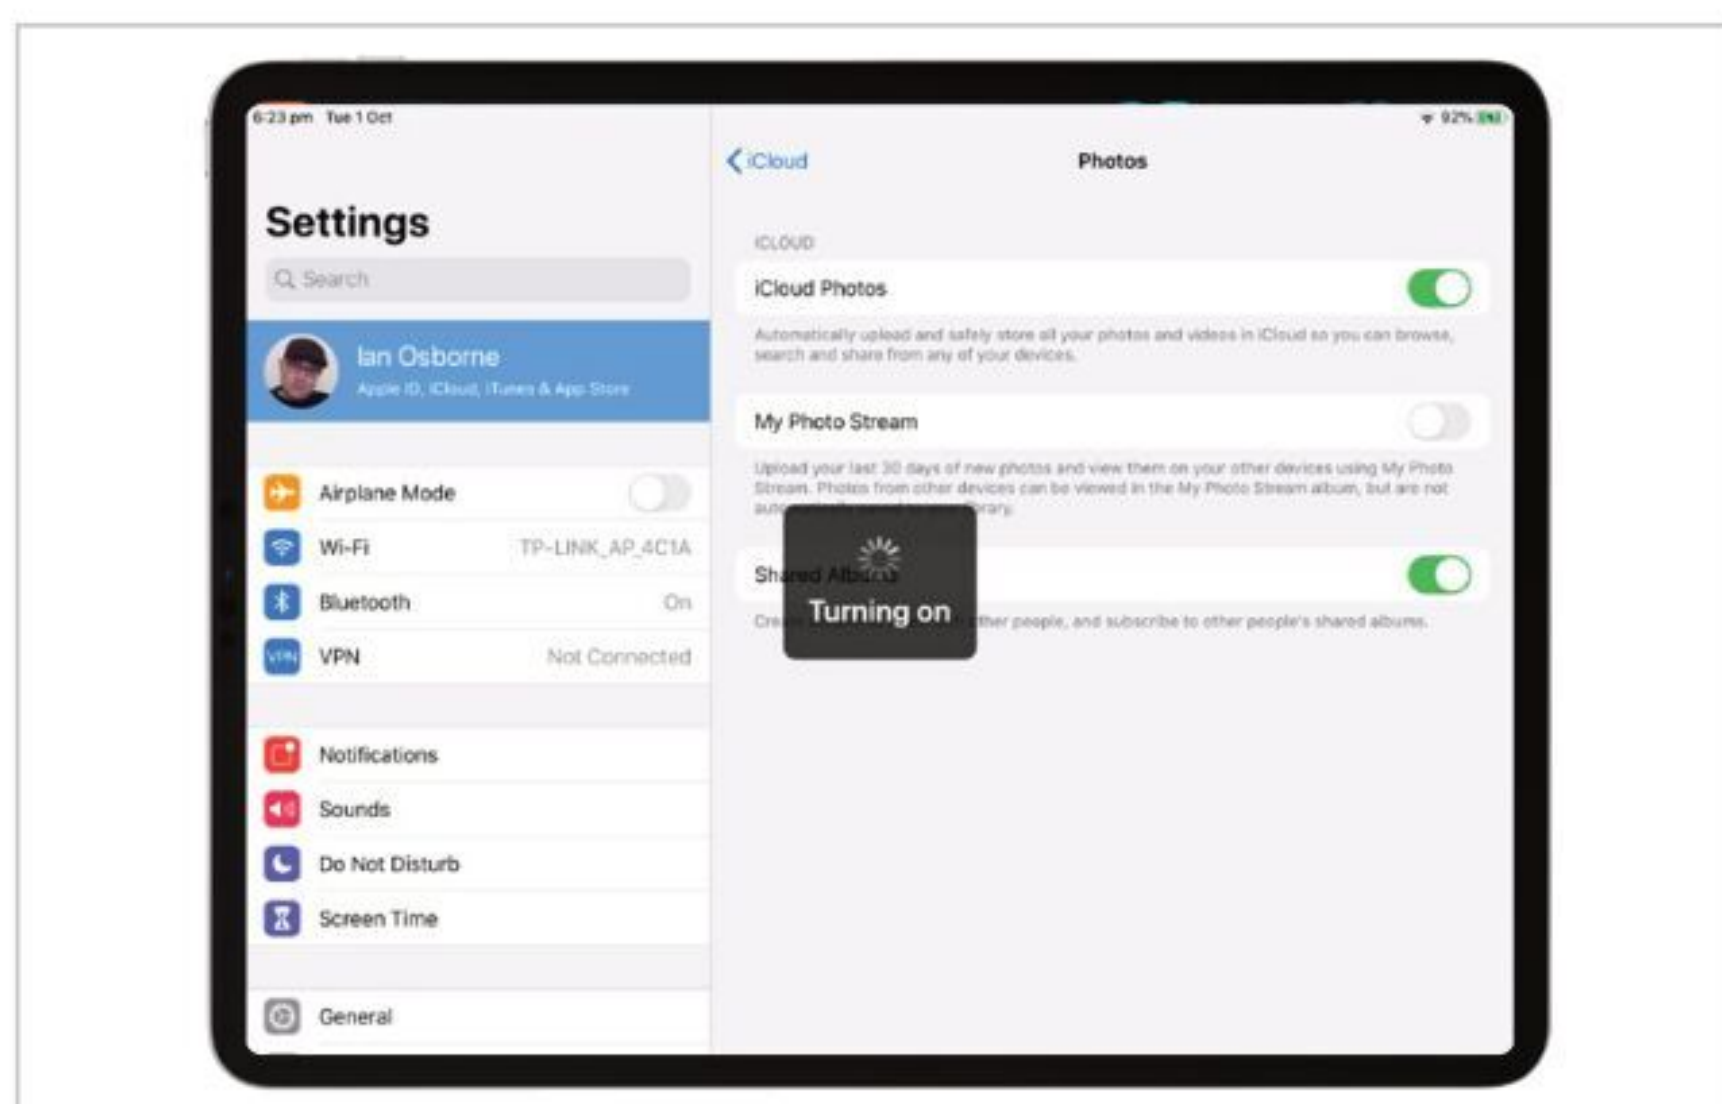 6:23 pm Tue 1 Oct
92%
Settings
Search
Ian Osborne
Apple ID, iCloud, iTunes & App Store
Airplane Mode
Wi-Fi TP-LINK_AP_4C1A
Bluetooth On
VPN VPN Not Connected
Notifications
Sounds
Do Not Disturb
Screen Time
General
iCloud
Photos
ICLOUD
iCloud Photos
Automatically upload and safely store all your photos and videos in iCloud so you can browse,
search and share from any of your devices.
My Photo Stream
Upload your last 30 days of new photos and view them on your other devices using My Photo
Stream. Photos from other devices can be viewed in the My Photo Stream album, but are not
Shared Albums
Turning on
other people, and subscribe to other people's shared albums.